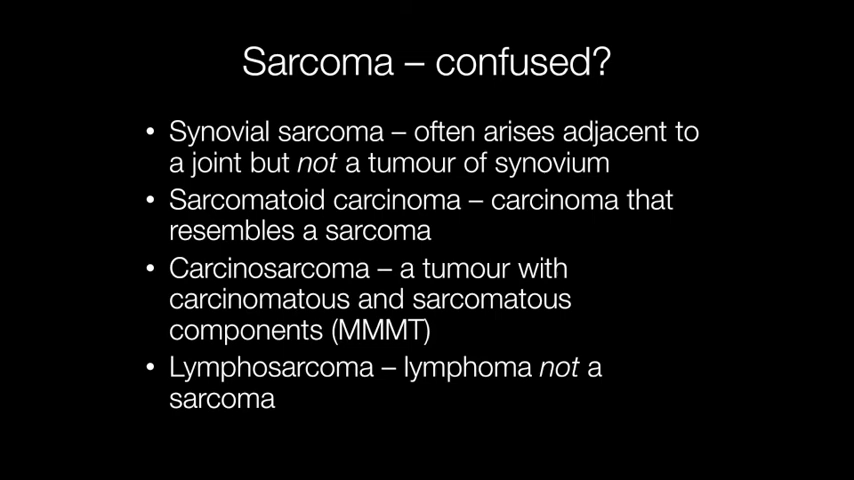 Sarcoma – confused?
• Synovial sarcoma – often arises adjacent to
a joint but not a tumour of synovium
• Sarcomatoid carcinoma – carcinoma that
resembles a sarcoma
• Carcinosarcoma – a tumour with
carcinomatous and sarcomatous
components (MMMT)
• Lymphosarcoma – lymphoma not a
sarcoma